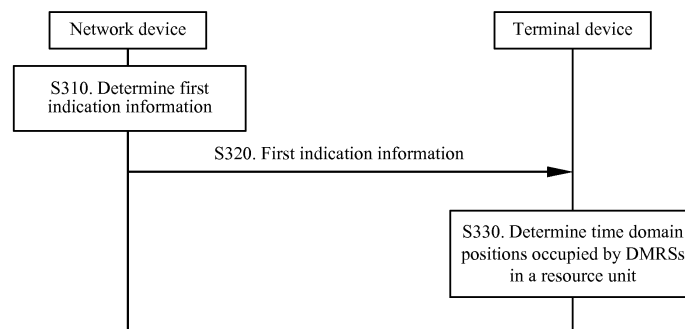 Network device
Terminal device
S310. Determine first
indication information
S320. First indication information
S330. Determine time domain
positions occupied by DMRSs
in a resource unit